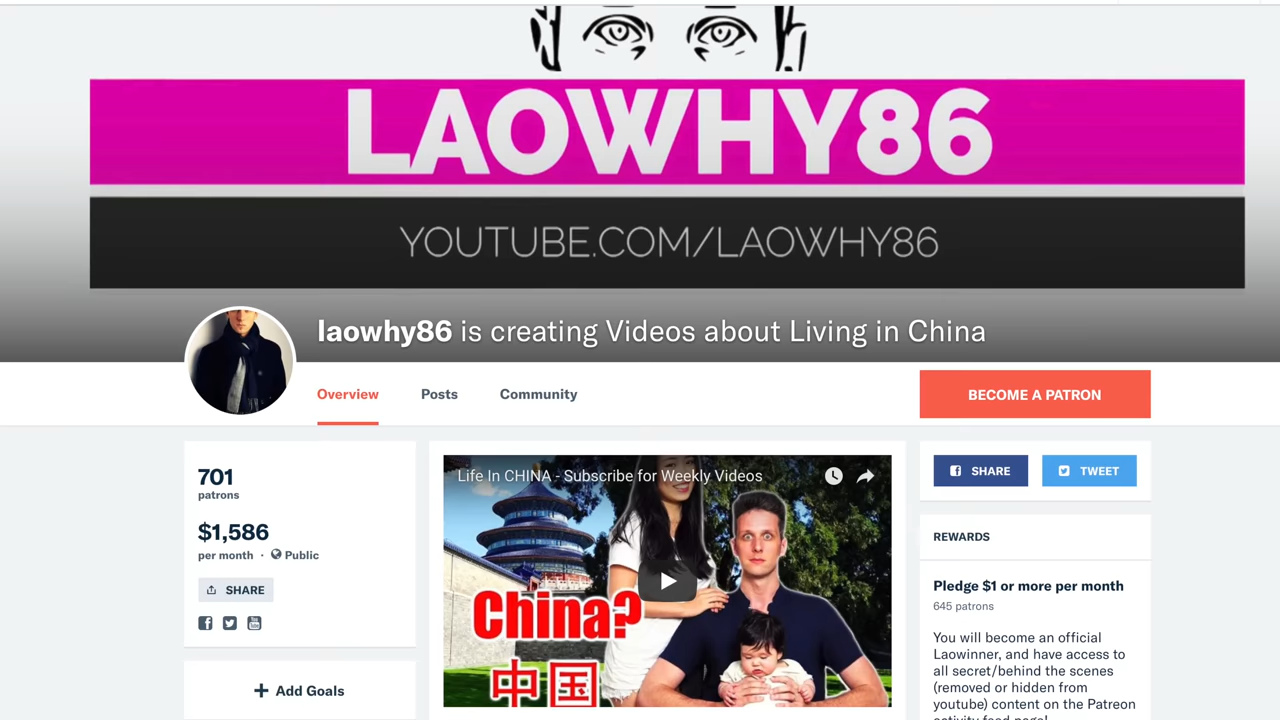 LAOWHY86
YOUTUBE.COM/LAOWHY86
laowhy86 is creating Videos about Living in China
Overview
Posts
Community
BECOME A PATRON
701
patrons
$1,586
per month · Public
SHARE
Add Goals
Life In CHINA - Subscribe for Weekly Videos
China?
中国
SHARE
TWEET
REWARDS
Pledge $1 or more per month
645 patrons
You will become an official
Laowinner, and have access to
all secret/behind the scenes
(removed or hidden from
youtube) content on the Patreon
activity feed page!